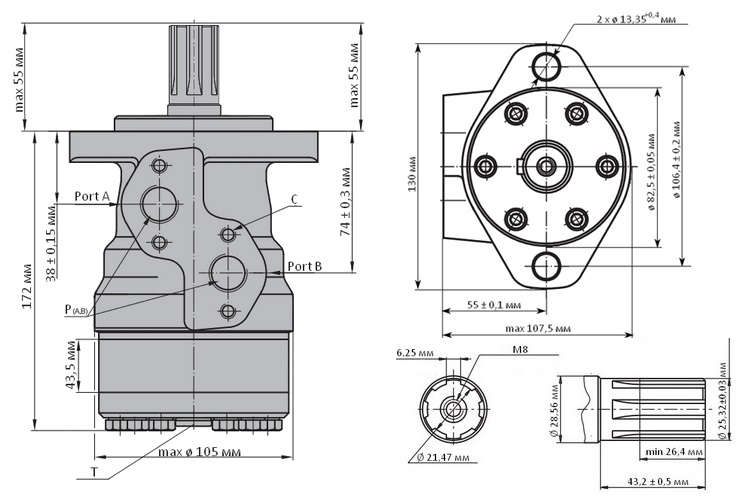 max 55 мм
max 55 мм
Port A
C
38 ± 0,15 мм
74 ± 0,3 мм
172 мм
Port B
P(A,B)
43,5 мм
T
max ø 105 мм
2 x ø 13,35+0,4 мм
130 мм
ø 82,5 ± 0,05 мм
ø 106,4 ± 0,2 мм
55 ± 0,1 мм
max 107,5 мм
6,25 мм
M8
Ø 21,47 мм
Ø 28,56 мм
Ø 25,32±0,03 мм
min 26,4 мм
43,2 ± 0,5 мм